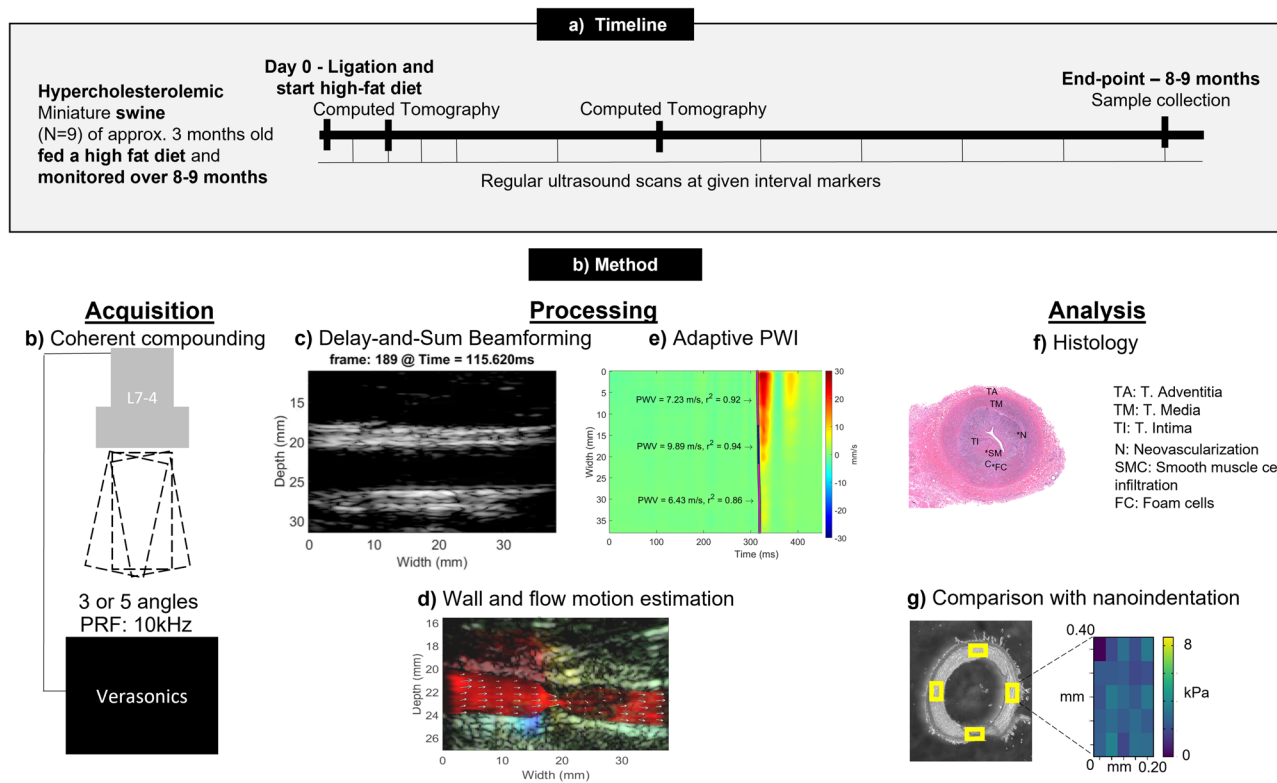 a) Timeline
Hypercholesterolemic
Miniature swine
(N=9) of approx. 3 months old
fed a high fat diet and
monitored over 8-9 months
Day 0 - Ligation and
start high-fat diet
Computed Tomography
Computed Tomography
End-point – 8-9 months
Sample collection
Regular ultrasound scans at given interval markers
b) Method
Acquisition
b) Coherent compounding
L7-4
3 or 5 angles
PRF: 10kHz
Verasonics
Processing
c) Delay-and-Sum Beamforming
frame: 189 @ Time = 115.620ms
Depth (mm)
15
20
25
30
0
10
20
30
Width (mm)
e) Adaptive PWI
Width (mm)
0
5
10
15
20
25
30
35
PWV = 7.23 m/s, r² = 0.92→
PWV = 9.89 m/s, r² = 0.94→
PWV = 6.43 m/s, r² = 0.86→
0
100
200
300
400
Time (ms)
30
20
10
0
-10
-20
-30
mm/s
d) Wall and flow motion estimation
Depth (mm)
16
18
20
22
24
26
0
10
20
30
Width (mm)
Analysis
f) Histology
TA
TM
TI
*N
*SM
C*FC
TA: T. Adventitia
TM: T. Media
TI: T. Intima
N: Neovascularization
SMC: Smooth muscle ce
infiltration
FC: Foam cells
g) Comparison with nanoindentation
0.40
mm
0
mm
0.20
8
kPa
0